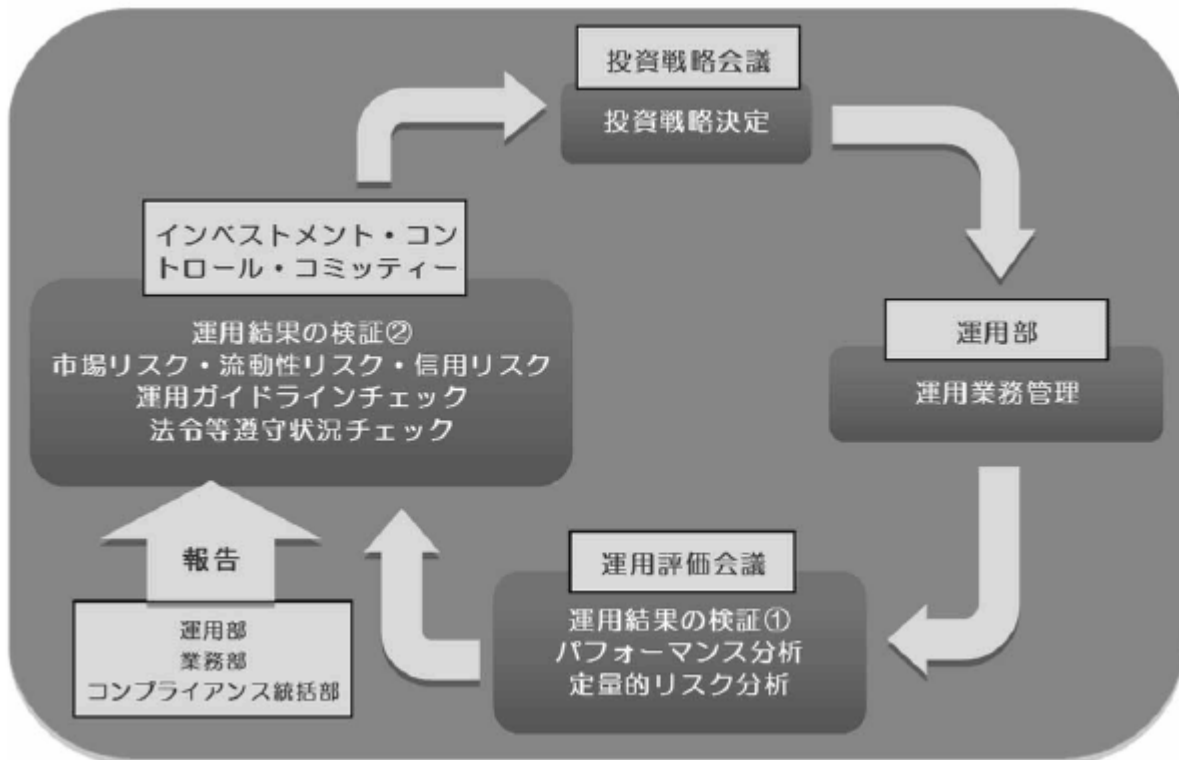 投資戦略会議
投資戦略決定
インベストメント・コン
トロール・コミッティー
運用結果の検証②
市場リスク・流動性リスク・信用リスク
運用ガイドラインチェック
法令等遵守状況チェック
運用部
運用業務管理
運用評価会議
運用結果の検証①
パフォーマンス分析
定量的リスク分析
報告
運用部
業務部
コンプライアンス統括部